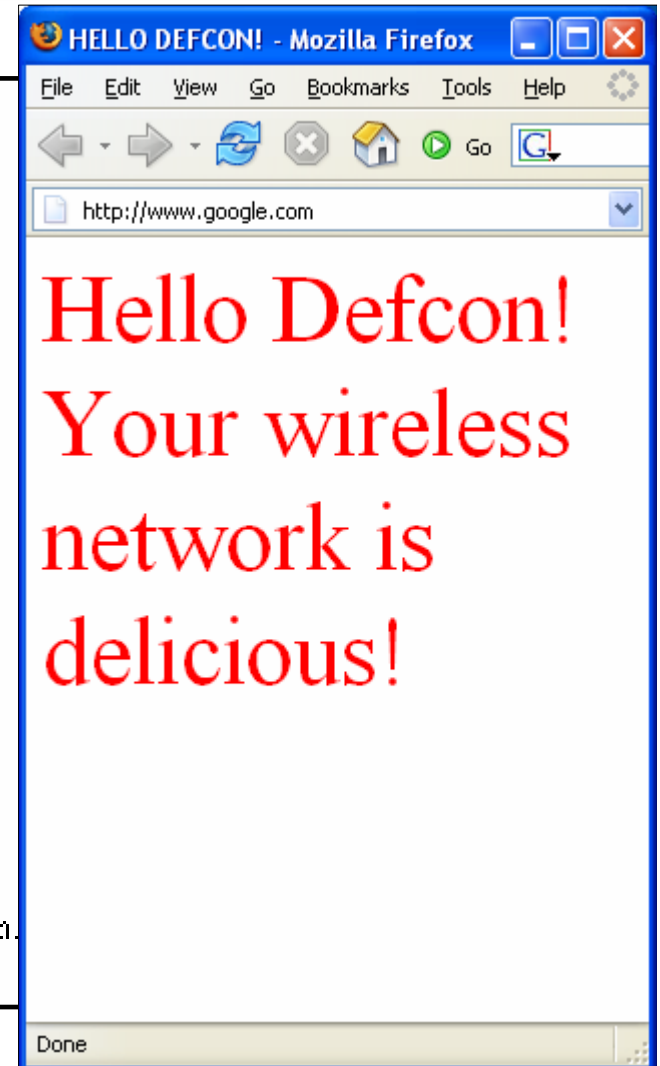 HELLO DEFCON! - Mozilla Firefox
File Edit View Go Bookmarks Tools Help
Go G
http://www.google.com
Hello Defcon!
Your wireless
network is
delicious!
Done